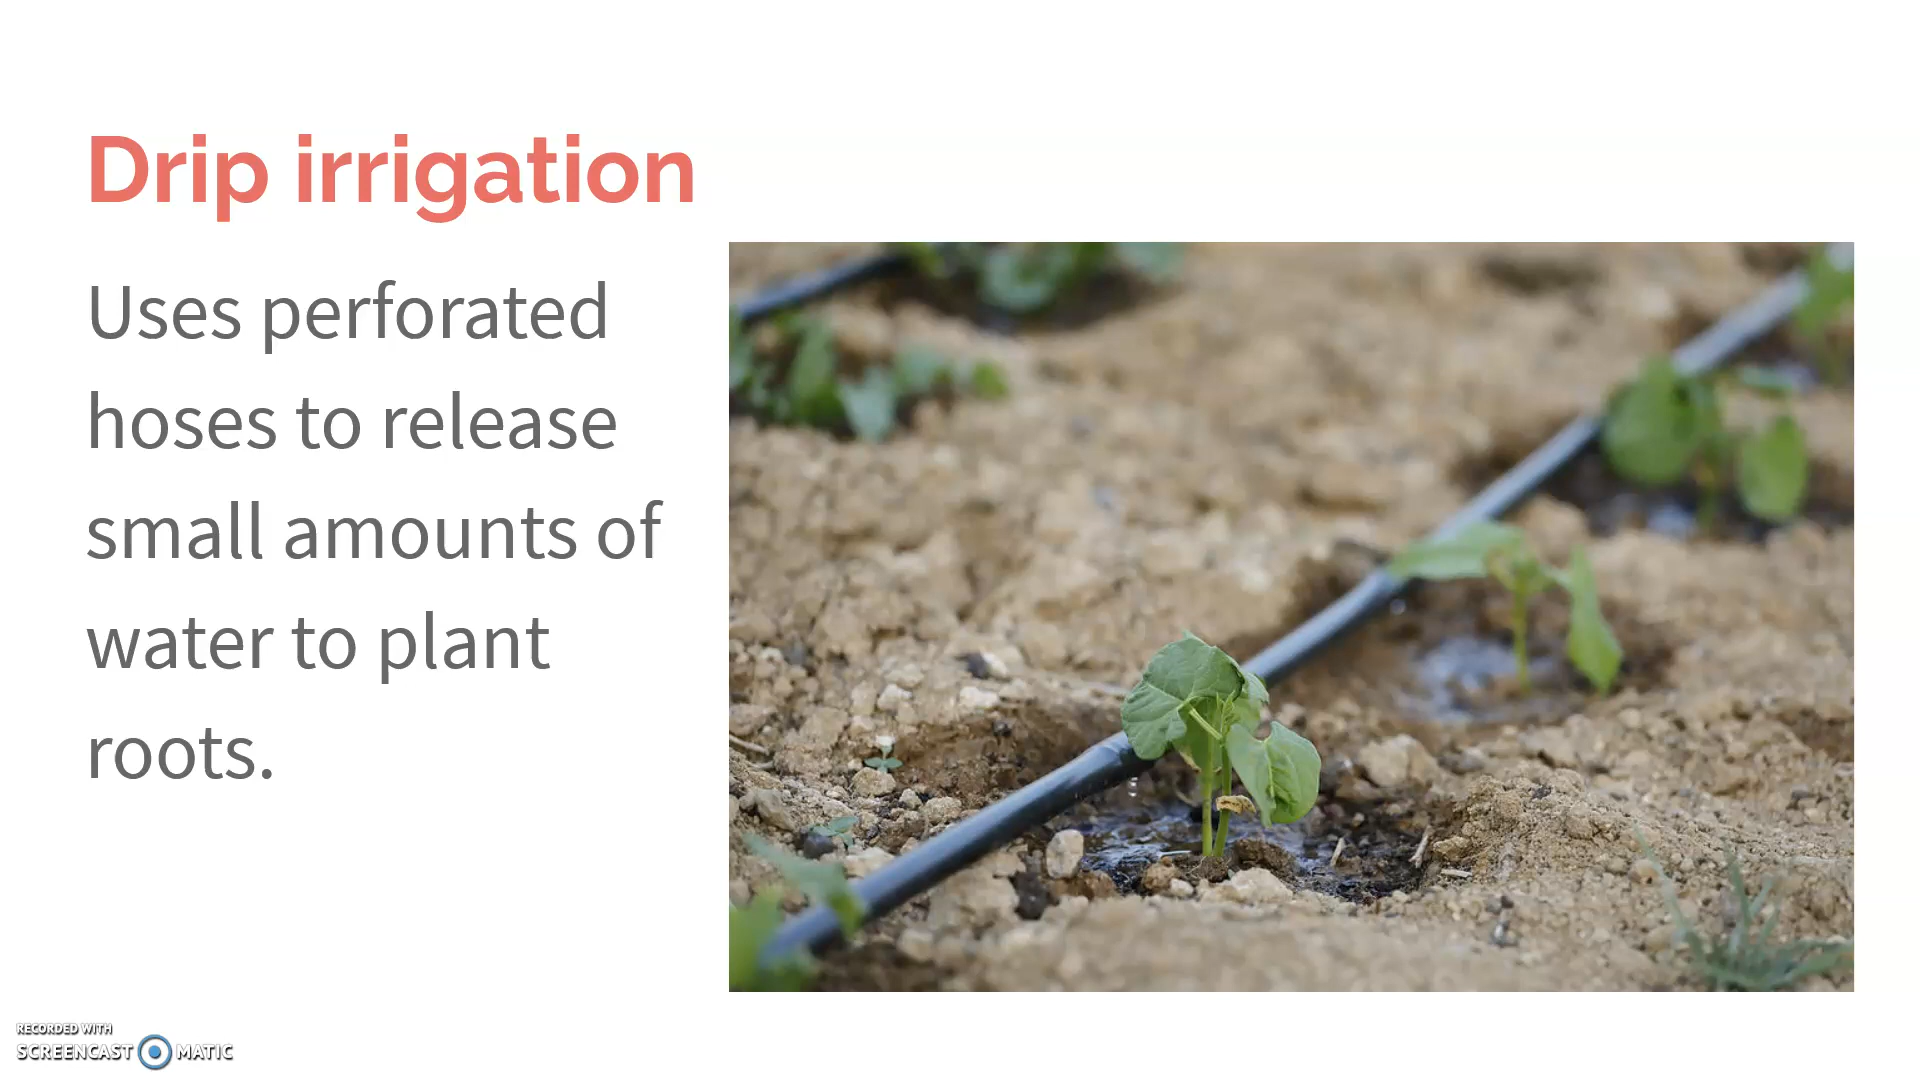 Drip irrigation
Uses perforated
hoses to release
small amounts of
water to plant
roots.
RECORDED WITH
SCREENCAST MATIC